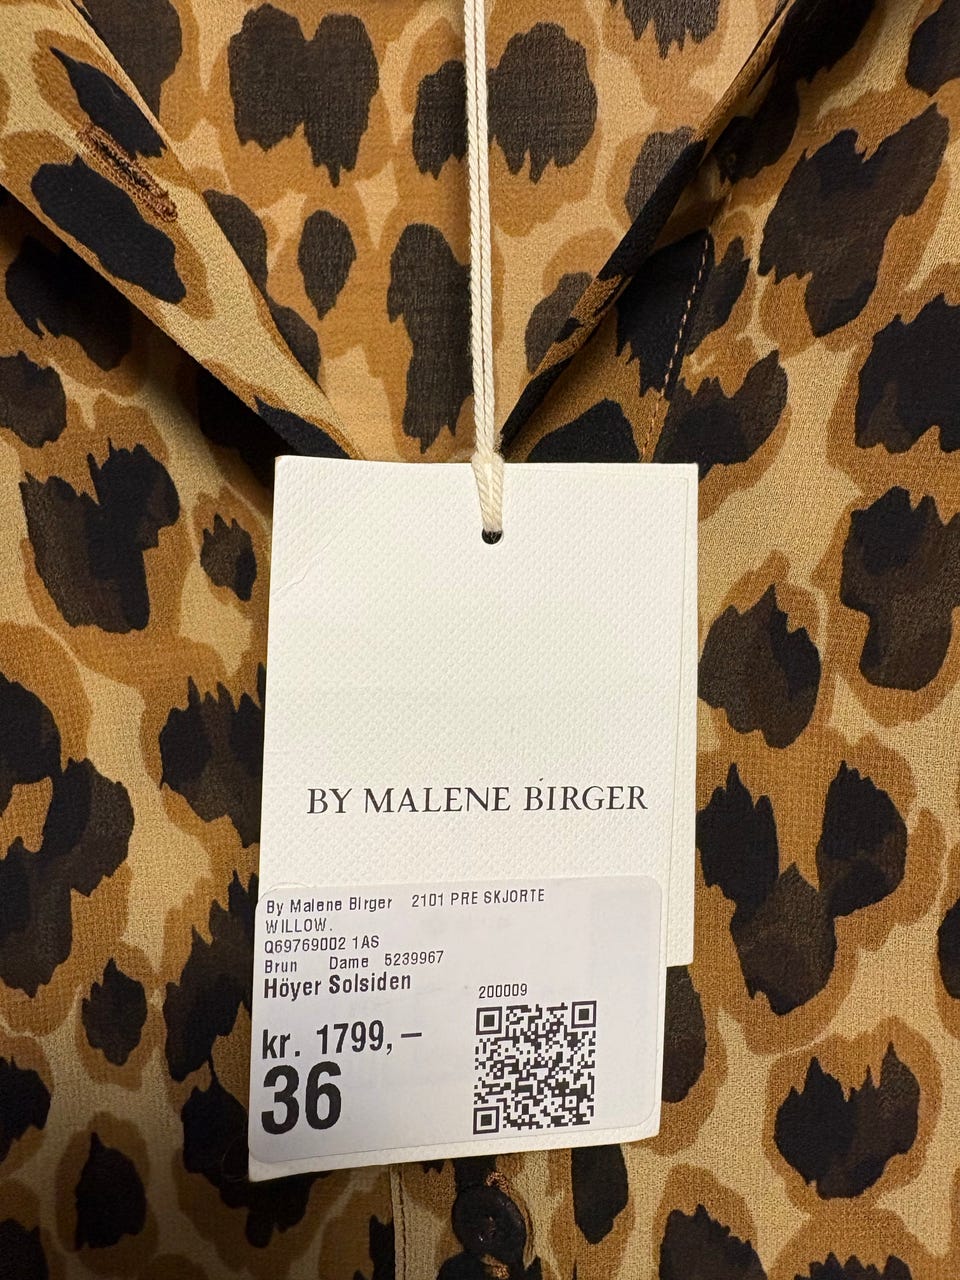 BY MALENE BIRGER
By Malene Birger 2101 PRE SKJORTE
WILLOW.
Q69769002 1AS
Brun Dame 5239967
Höyer Solsiden
200009
kr. 1799,–
36